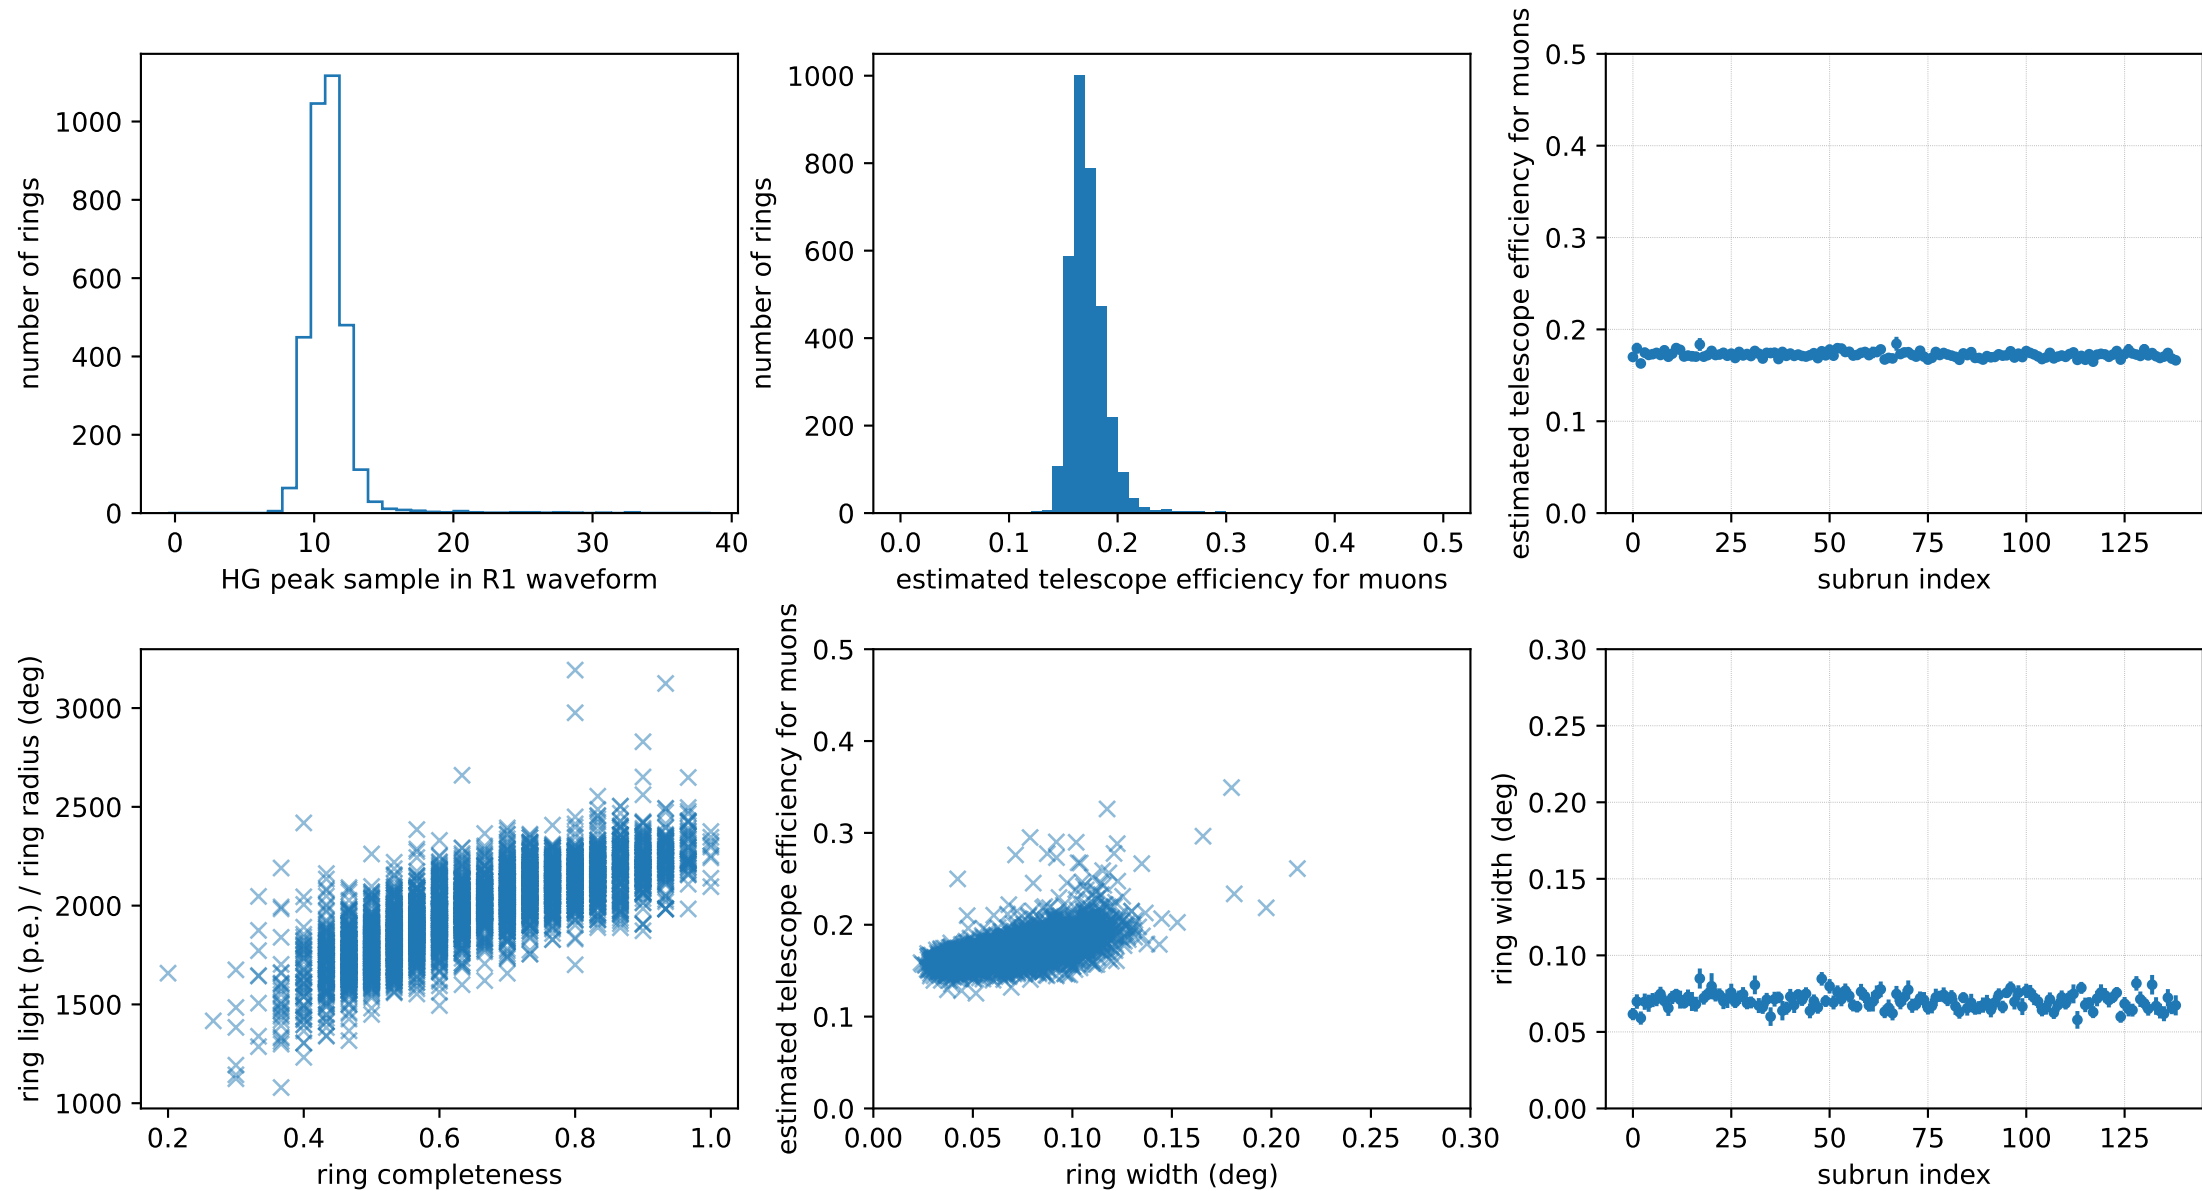 number of rings
1000
800
600
400
200
0
0 10 20 30 40
HG peak sample in R1 waveform
number of rings
1000
800
600
400
200
0
0.0 0.1 0.2 0.3 0.4 0.5
estimated telescope efficiency for muons
estimated telescope efficiency for muons
0.5
0.4
0.3
0.2
0.1
0.0
0 25 50 75 100 125
subrun index
ring light (p.e.) / ring radius (deg)
3000
2500
2000
1500
1000
0.2 0.4 0.6 0.8 1.0
ring completeness
estimated telescope efficiency for muons
0.5
0.4
0.3
0.2
0.1
0.0
0.00 0.05 0.10 0.15 0.20 0.25 0.30
ring width (deg)
ring width (deg)
0.30
0.25
0.20
0.15
0.10
0.05
0.00
0 25 50 75 100 125
subrun index